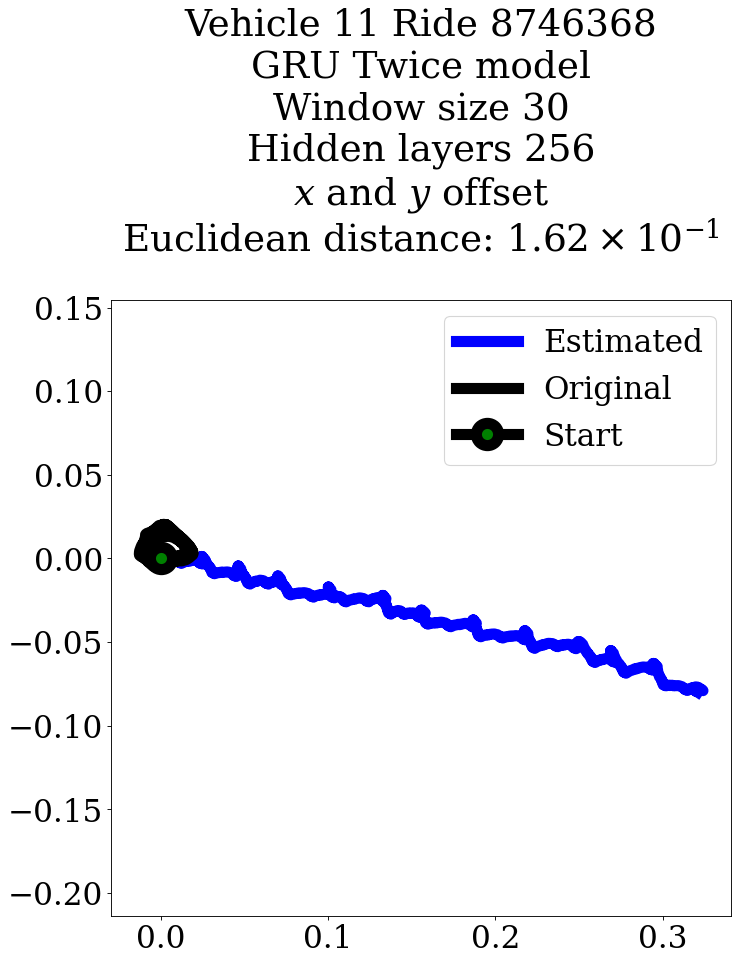 Vehicle 11 Ride 8746368
GRU Twice model
Window size 30
Hidden layers 256
x and y offset
Euclidean distance: 1.62 × 10⁻¹
Estimated
Original
Start
0.15
0.10
0.05
0.00
−0.05
−0.10
−0.15
−0.20
0.0 0.1 0.2 0.3